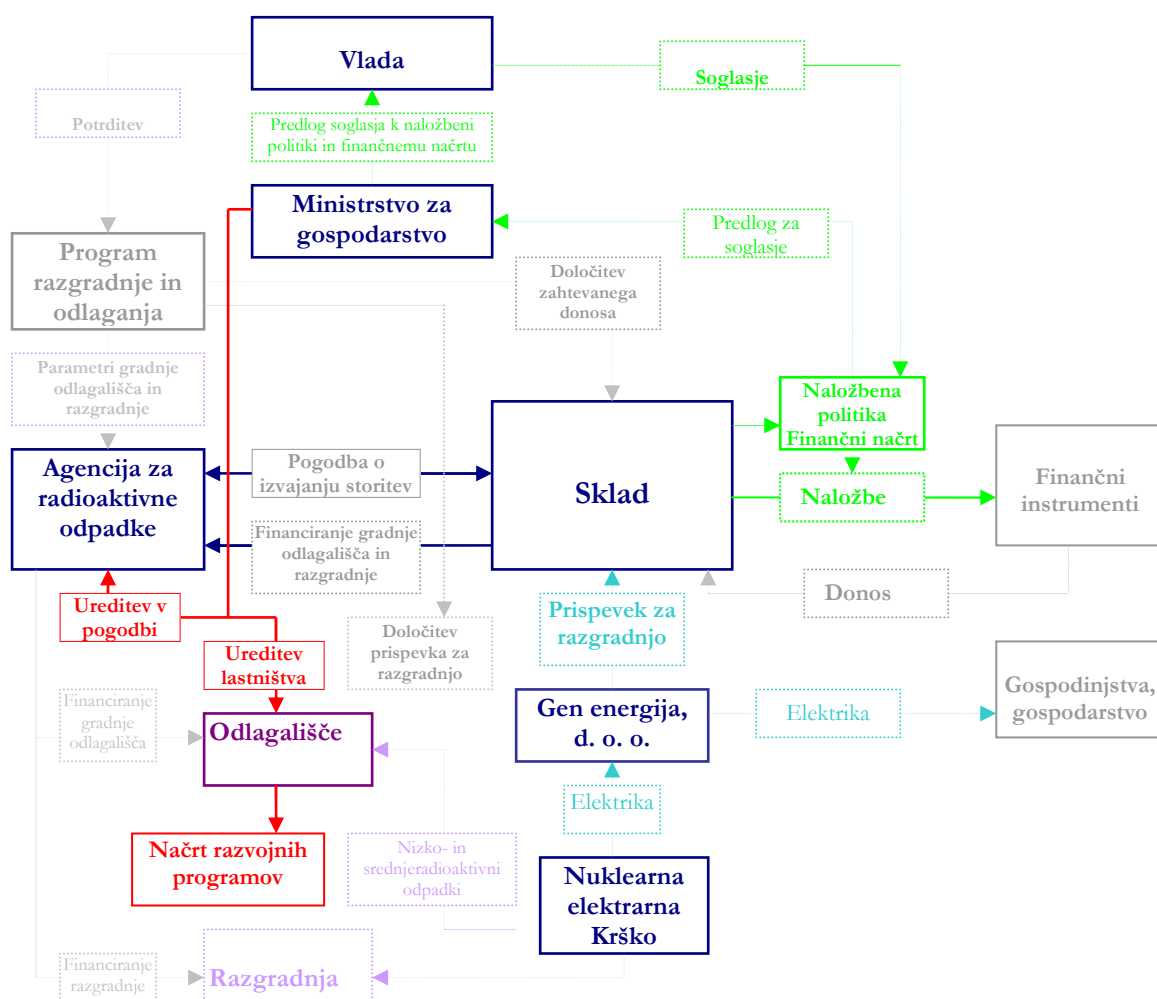 Vlada
Soglasje
Potrditev
Predlog soglasja k naložbeni
politiki in finančnemu načrtu
Ministrstvo za
gospodarstvo
Predlog za
soglasje
Program
razgradnje in
odlaganja
Določitev
zahtevanega
donosa
Parametri gradnje
odlagališča in
razgradnje
Naložbena
politika
Finančni načrt
Agencija za
radioaktivne
odpadke
Pogodba o
izvajanju storitev
Sklad
Naložbe
Finančni
instrumenti
Financiranje gradnje
odlagališča in
razgradnje
Donos
Ureditev v
pogodbi
Prispevek za
razgradnjo
Določitev
prispevka za
razgradnjo
Ureditev
lastništva
Gospodinjstva,
gospodarstvo
Financiranje
gradnje
odlagališča
Odlagališče
Gen energija,
d. o. o.
Elektrika
Elektrika
Načrt razvojnih
programov
Nizko- in
srednjeradioaktivni
odpadki
Nuklearna
elektrarna
Krško
Financiranje
razgradnje
Razgradnja